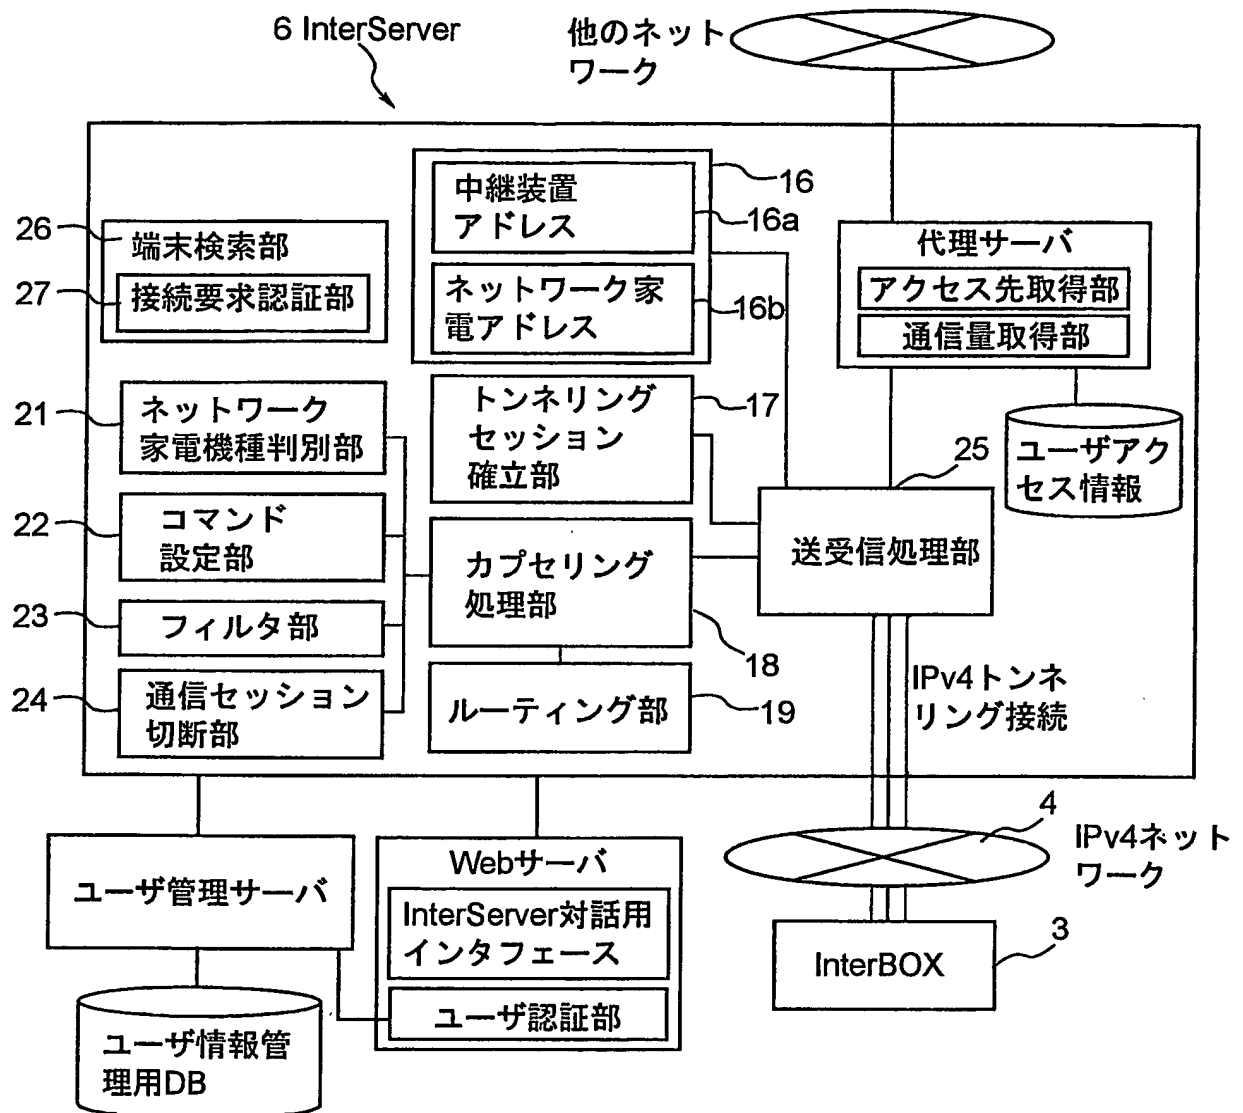 6 InterServer
他のネット
ワーク
26
端末検索部
27
接続要求認証部
中継装置
アドレス
16
16a
ネットワーク家
電アドレス
16b
代理サーバ
アクセス先取得部
通信量取得部
21
ネットワーク
家電機種判別部
トンネリング
セッション
確立部
17
25
ユーザアク
セス情報
22
コマンド
設定部
カプセリング
処理部
18
送受信処理部
23
フィルタ部
24
通信セッション
切断部
ルーティング部
19
IPv4トンネ
リング接続
4
IPv4ネット
ワーク
ユーザ管理サーバ
Webサーバ
InterServer対話用
インタフェース
ユーザ認証部
InterBOX
3
ユーザ情報管
理用DB